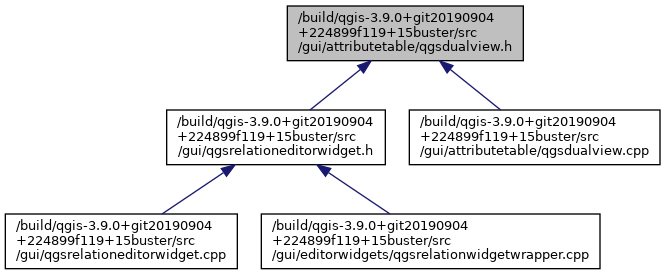 /build/qgis-3.9.0+git20190904
+224899f119+15buster/src
/gui/attributetable/qgsdualview.h
/build/qgis-3.9.0+git20190904
+224899f119+15buster/src
/gui/qgsrelationeditorwidget.h
/build/qgis-3.9.0+git20190904
+224899f119+15buster/src
/gui/attributetable/qgsdualview.cpp
/build/qgis-3.9.0+git20190904
+224899f119+15buster/src
/gui/qgsrelationeditorwidget.cpp
/build/qgis-3.9.0+git20190904
+224899f119+15buster/src
/gui/editorwidgets/qgsrelationwidgetwrapper.cpp